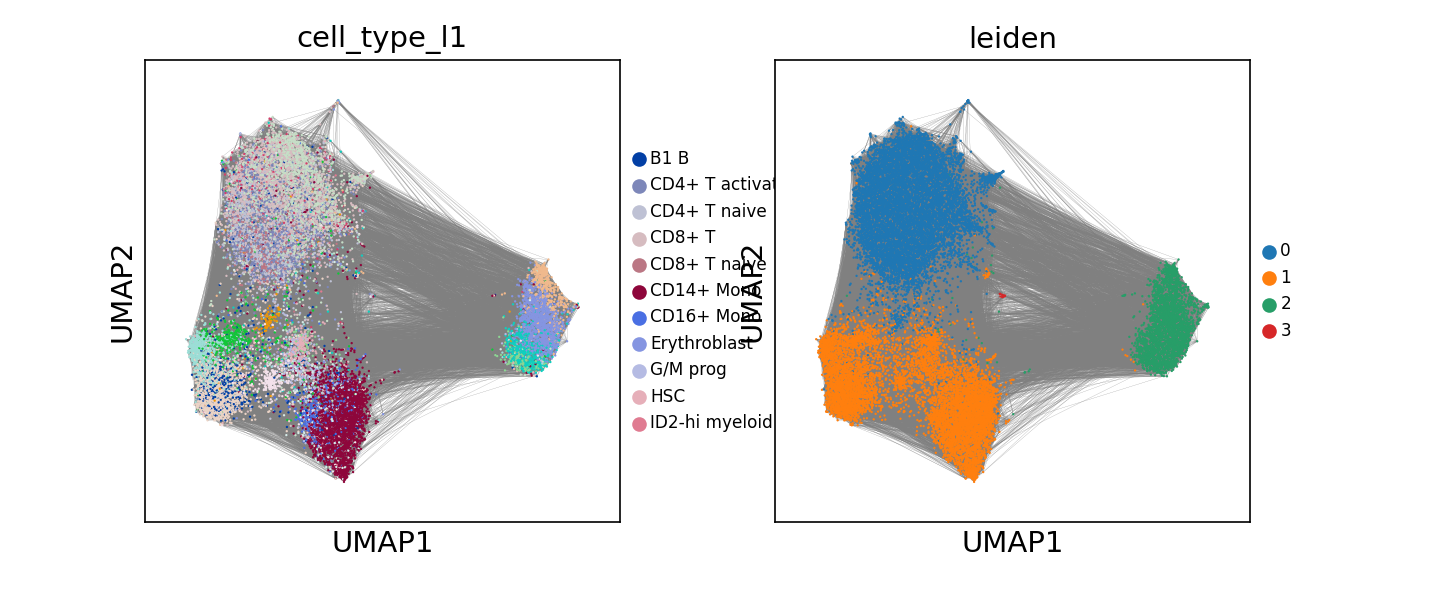 cell_type_l1
UMAP2
UMAP1
B1 B
CD4+ T activat
CD4+ T naive
CD8+ T
CD8+ T naive
CD14+ Mono
CD16+ Mono
Erythroblast
G/M prog
HSC
ID2-hi myeloid
leiden
UMAP2
UMAP1
0
1
2
3